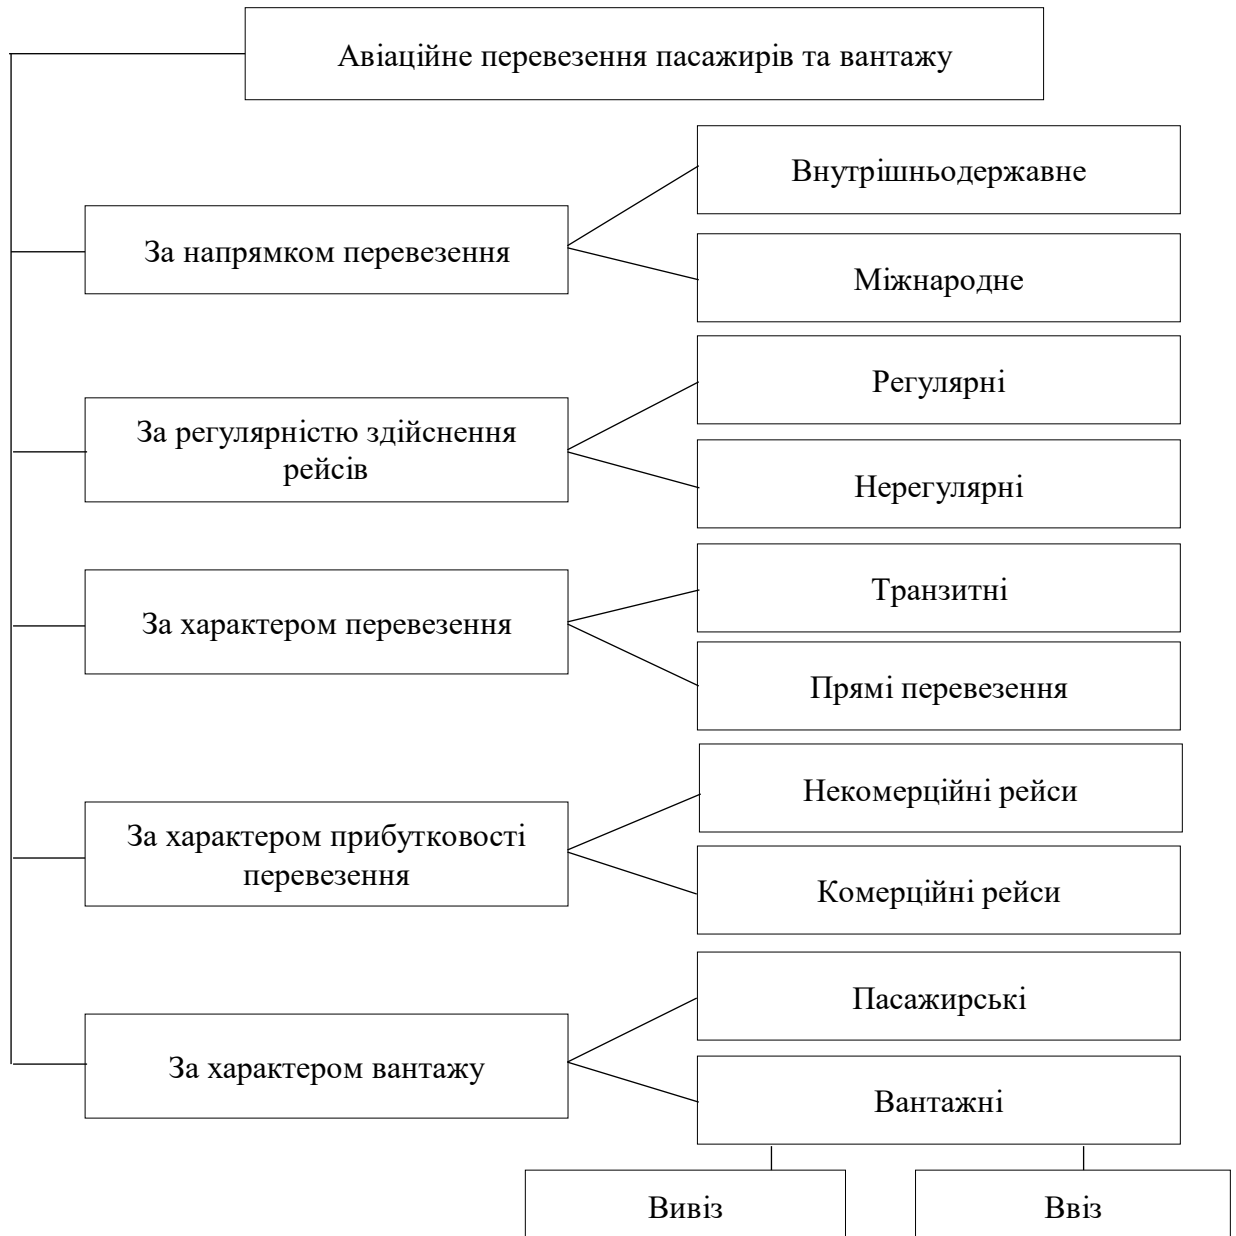 Авіаційне перевезення пасажирів та вантажу
Внутрішньодержавне
За напрямком перевезення
Міжнародне
Регулярні
За регулярністю здійснення
рейсів
Нерегулярні
Транзитні
За характером перевезення
Прямі перевезення
Некомерційні рейси
За характером прибутковості
перевезення
Комерційні рейси
Пасажирські
За характером вантажу
Вантажні
Вивіз
Ввіз